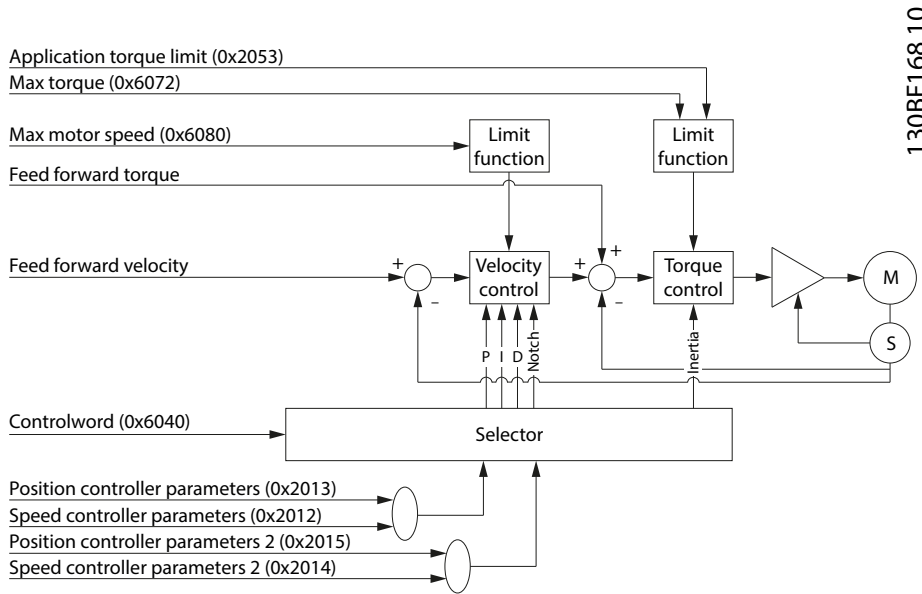 130BE168.10
Application torque limit (0x2053)
Max torque (0x6072)
Max motor speed (0x6080)
Limit
function
Limit
function
Feed forward torque
Feed forward velocity
+
–
Velocity
control
+
+
–
Torque
control
M
S
P
I
D
Notch
Inertia
Controlword (0x6040)
Selector
Position controller parameters (0x2013)
Speed controller parameters (0x2012)
Position controller parameters 2 (0x2015)
Speed controller parameters 2 (0x2014)